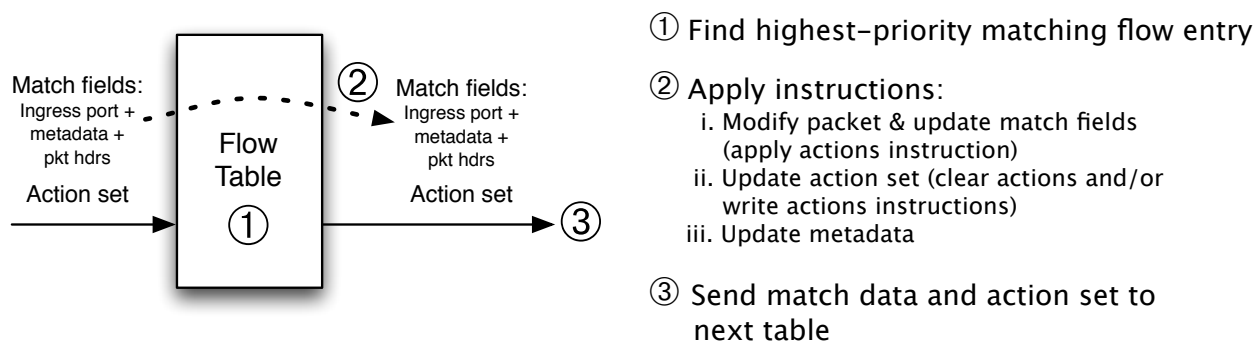 Match fields:
Ingress port +
metadata +
pkt hdrs
Action set
Flow
Table
①
②
Match fields:
Ingress port +
metadata +
pkt hdrs
Action set
③
① Find highest-priority matching flow entry
② Apply instructions:
i. Modify packet & update match fields
(apply actions instruction)
ii. Update action set (clear actions and/or
write actions instructions)
iii. Update metadata
③ Send match data and action set to
next table